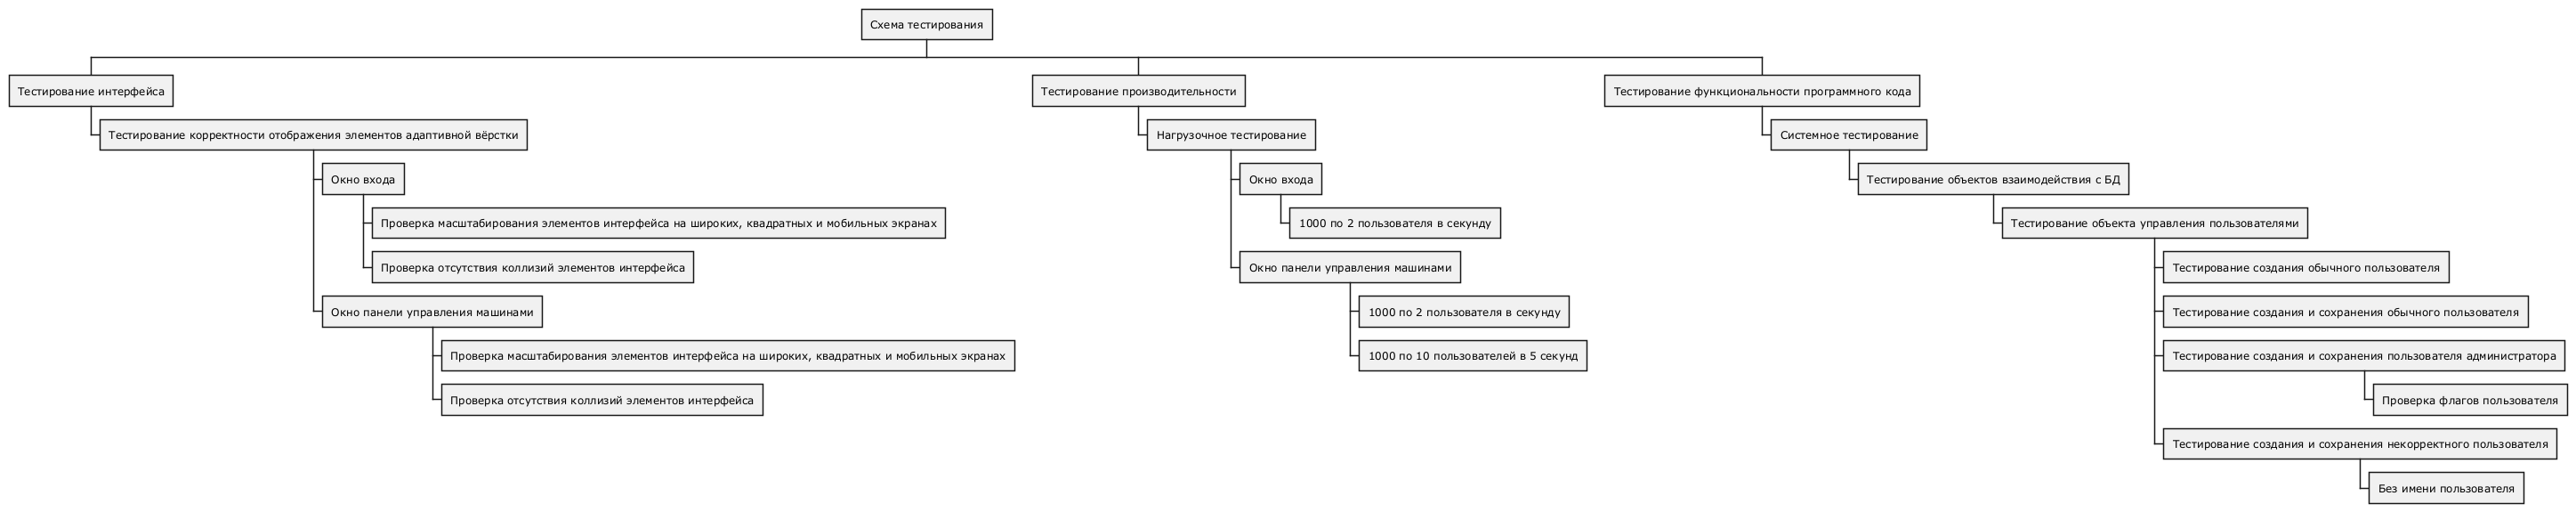 Схема тестирования
Тестирование интерфейса
Тестирование корректности отображения элементов адаптивной вёрстки
Окно входа
Проверка масштабирования элементов интерфейса на широких, квадратных и мобильных экранах
Проверка отсутствия коллизий элементов интерфейса
Окно панели управления машинами
Проверка масштабирования элементов интерфейса на широких, квадратных и мобильных экранах
Проверка отсутствия коллизий элементов интерфейса
Тестирование производительности
Нагрузочное тестирование
Окно входа
1000 по 2 пользователя в секунду
Окно панели управления машинами
1000 по 2 пользователя в секунду
1000 по 10 пользователей в 5 секунд
Тестирование функциональности программного кода
Системное тестирование
Тестирование объектов взаимодействия с БД
Тестирование объекта управления пользователями
Тестирование создания обычного пользователя
Тестирование создания и сохранения обычного пользователя
Тестирование создания и сохранения пользователя администратора
Проверка флагов пользователя
Тестирование создания и сохранения некорректного пользователя
Без имени пользователя